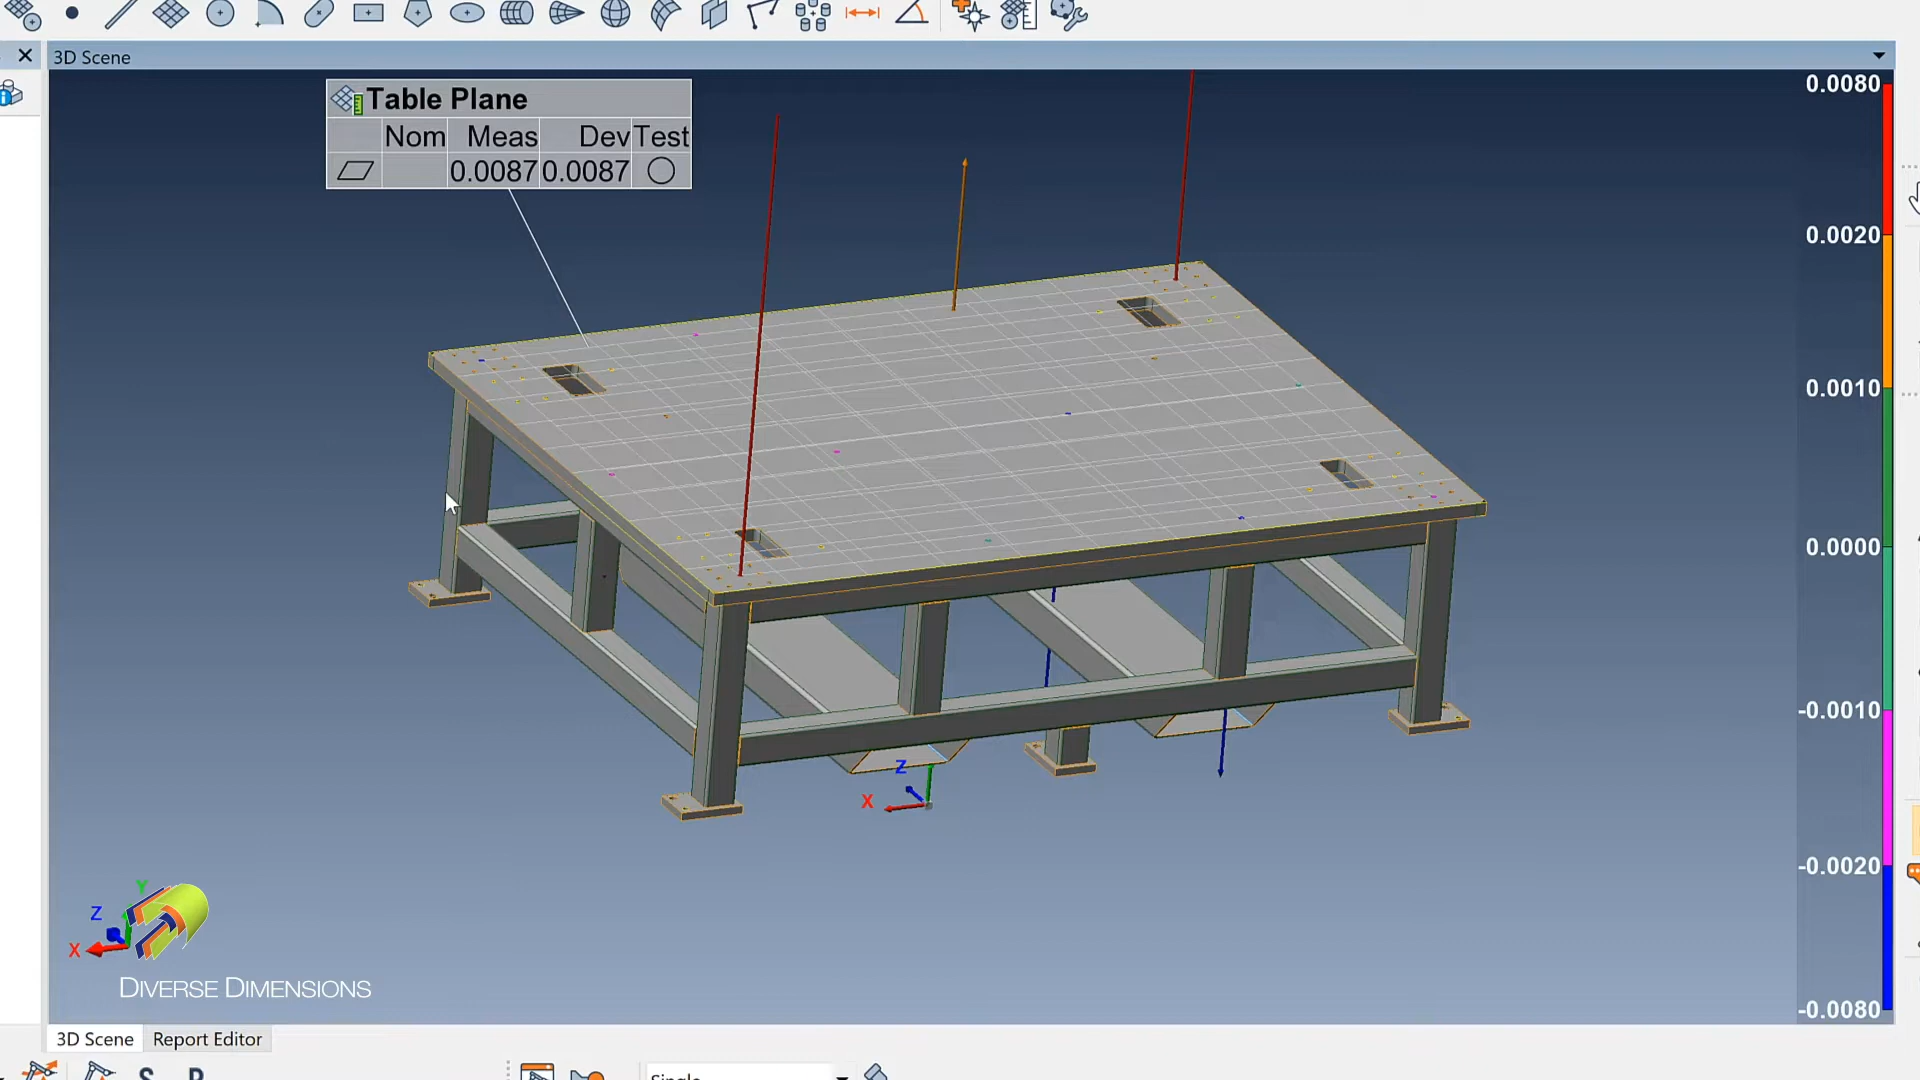 3D Scene
Table Plane
Nom Meas Dev Test
0.0087 0.0087
0.0080
0.0020
0.0010
0.0000
-0.0010
-0.0020
-0.0080
Z
X
Y
Z
X
DIVERSE DIMENSIONS
3D Scene Report Editor
Single